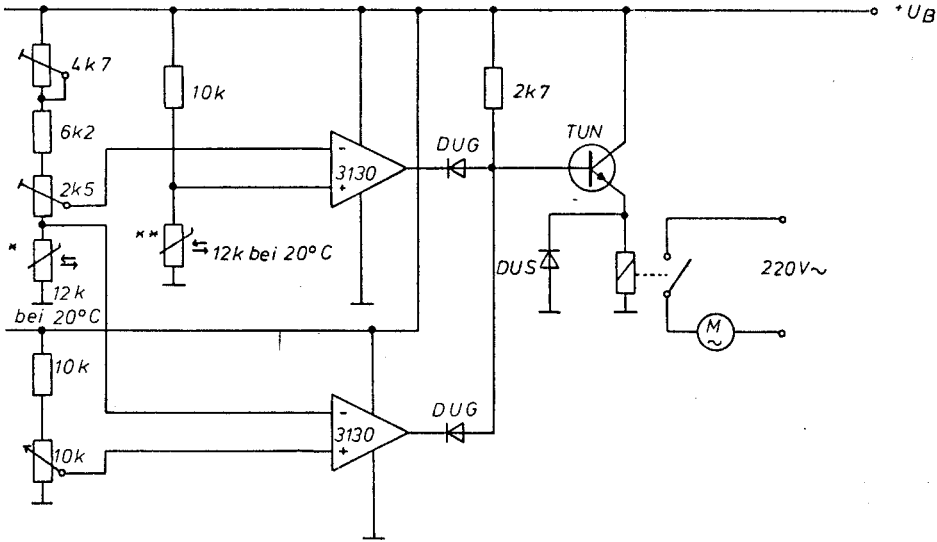 +UB
4k7
10k
2k7
6k2
TUN
DUG
-
3130
+
2k5
* *
12k bei 20°C
*
12k
bei 20°C
DUS
220V~
M
~
10k
DUG
-
3130
+
10k